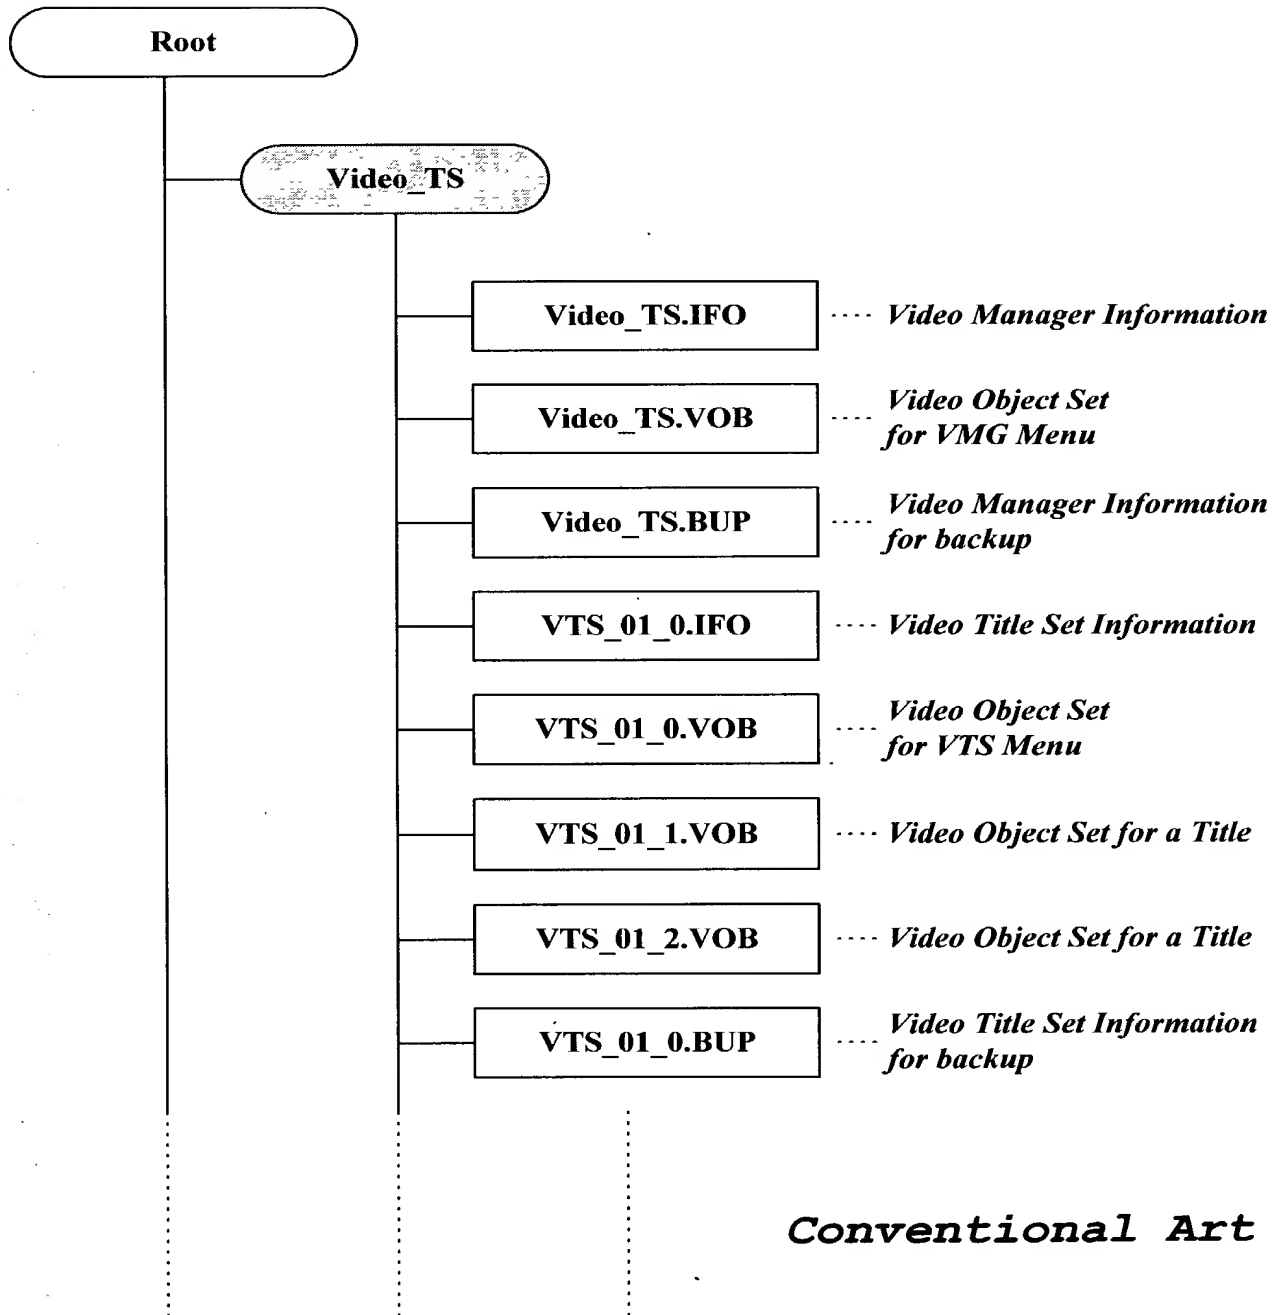 Root
Video_TS
Video_TS.IFO
Video Manager Information
Video_TS.VOB
Video Object Set
for VMG Menu
Video_TS.BUP
Video Manager Information
for backup
VTS_01_0.IFO
Video Title Set Information
VTS_01_0.VOB
Video Object Set
for VTS Menu
VTS_01_1.VOB
Video Object Set for a Title
VTS_01_2.VOB
Video Object Set for a Title
VTS_01_0.BUP
Video Title Set Information
for backup
Conventional Art